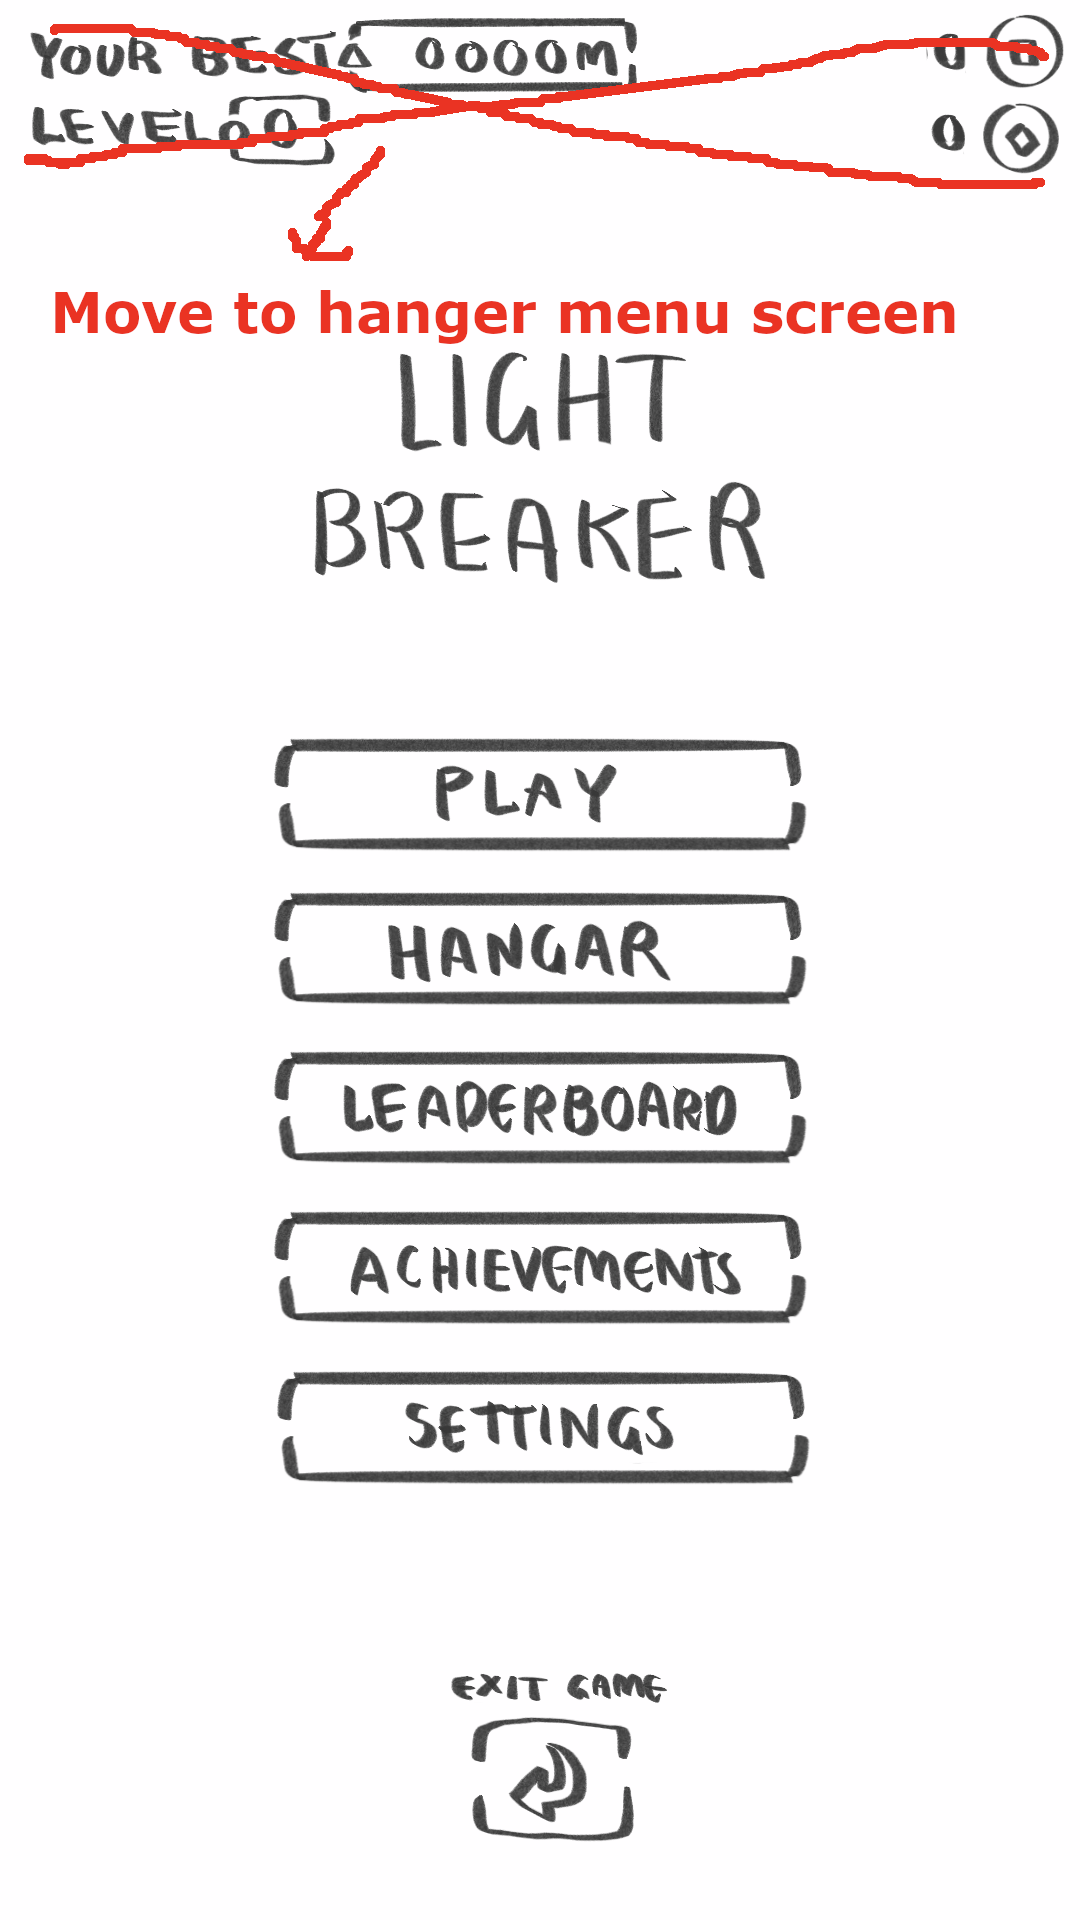 YOUR BEST: 0000M 0
LEVEL: 0 0
Move to hanger menu screen
LIGHT
BREAKER
PLAY
HANGAR
LEADERBOARD
ACHIEVEMENTS
SETTINGS
EXIT GAME